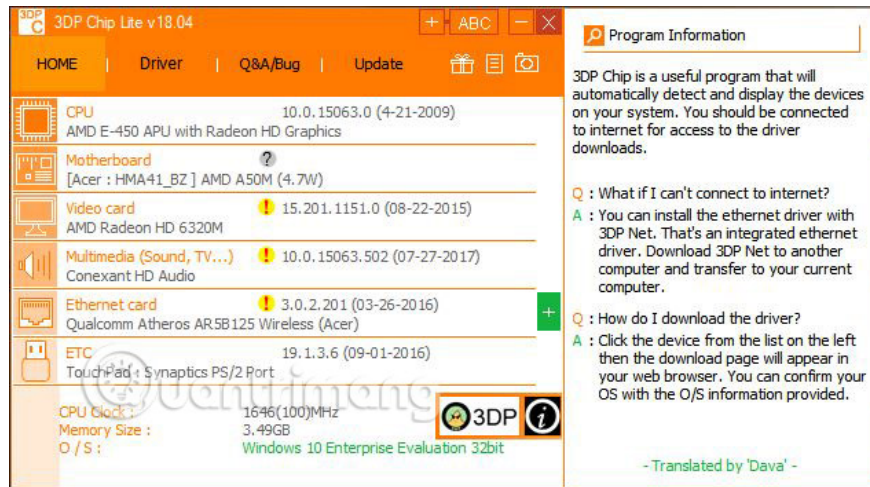 3DP C 3DP Chip Lite v18.04 + ABC
HOME | Driver | Q&A/Bug | Update
CPU 10.0.15063.0 (4-21-2009)
AMD E-450 APU with Radeon HD Graphics
Motherboard ?
[Acer : HMA41_BZ ] AMD A50M (4.7W)
Video card ! 15.201.1151.0 (08-22-2015)
AMD Radeon HD 6320M
Multimedia (Sound, TV...) ! 10.0.15063.502 (07-27-2017)
Conexant HD Audio
Ethernet card ! 3.0.2.201 (03-26-2016)
Qualcomm Atheros AR5B125 Wireless (Acer)
+
ETC 19.1.3.6 (09-01-2016)
TouchPad : Synaptics PS/2 Port
Quantrimang
CPU Clock : 1646(100)MHz
Memory Size : 3.49GB
O / S : Windows 10 Enterprise Evaluation 32bit
3DP i
Program Information
3DP Chip is a useful program that will
automatically detect and display the devices
on your system. You should be connected
to internet for access to the driver
downloads.
Q : What if I can't connect to internet?
A : You can install the ethernet driver with
3DP Net. That's an integrated ethernet
driver. Download 3DP Net to another
computer and transfer to your current
computer.
Q : How do I download the driver?
A : Click the device from the list on the left
then the download page will appear in
your web browser. You can confirm your
OS with the O/S information provided.
- Translated by 'Dava' -